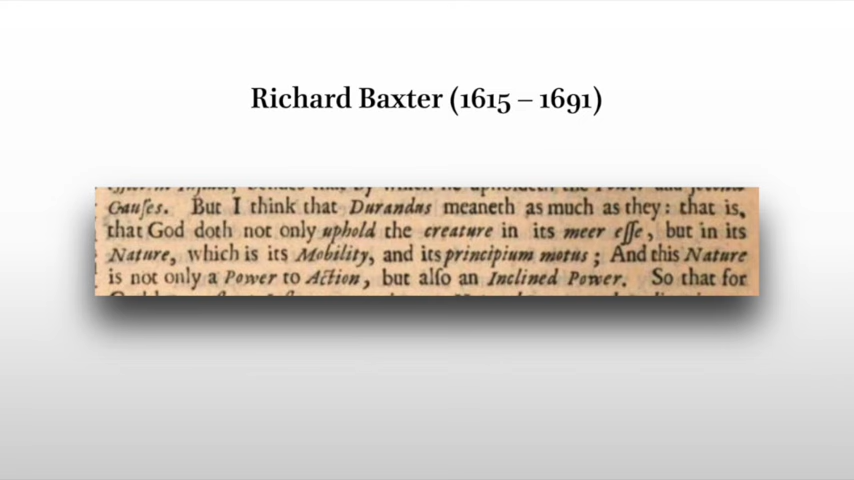 Richard Baxter (1615 – 1691)
Cauſes. But I think that Durandus meaneth as much as they: that is,
that God doth not only uphold the creature in its meer eſſe, but in its
Nature, which is its Mobility, and its principium motus; And this Nature
is not only a Power to Action, but alſo an Inclined Power. So that for